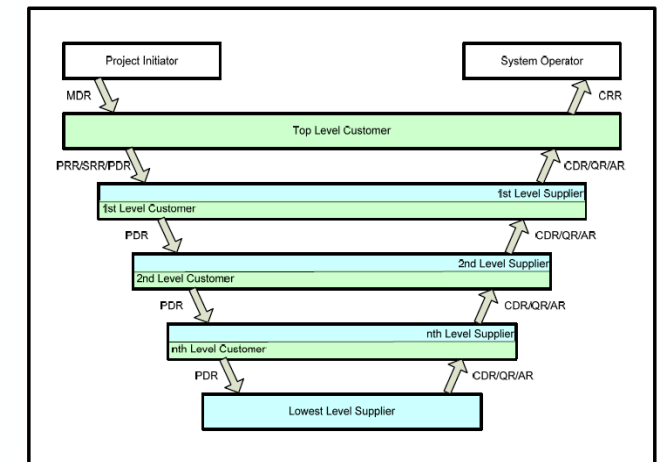 Project Initiator
System Operator
MDR
CRR
Top Level Customer
PRR/SRR/PDR
CDR/QR/AR
1st Level Supplier
1st Level Customer
PDR
CDR/QR/AR
2nd Level Supplier
2nd Level Customer
PDR
CDR/QR/AR
nth Level Supplier
nth Level Customer
PDR
CDR/QR/AR
Lowest Level Supplier